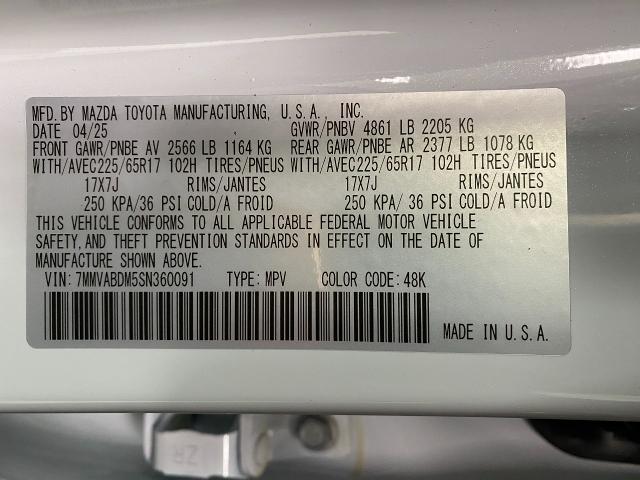 MFD.BY MAZDA TOYOTA MANUFACTURING, U.S.A. INC.
DATE 04/25 GVWR/PNBV 4861 LB 2205 KG
FRONT GAWR/PNBE AV 2566 LB 1164 KG REAR GAWR/PNBE AR 2377 LB 1078 KG
WITH/AVEC225/65R17 102H TIRES/PNEUS WITH/AVEC225/65R17 102H TIRES/PNEUS
17X7J RIMS/JANTES 17X7J RIMS/JANTES
250 KPA/36 PSI COLD/A FROID 250 KPA/ 36 PSI COLD/A FROID
THIS VEHICLE CONFORMS TO ALL APPLICABLE FEDERAL MOTOR VEHICLE
SAFETY, AND THEFT PREVENTION STANDARDS IN EFFECT ON THE DATE OF
MANUFACTURE SHOWN ABOVE.
VIN: 7MMVABDM5SN360091 TYPE: MPV COLOR CODE: 48K
MADE IN U.S.A.
ZR